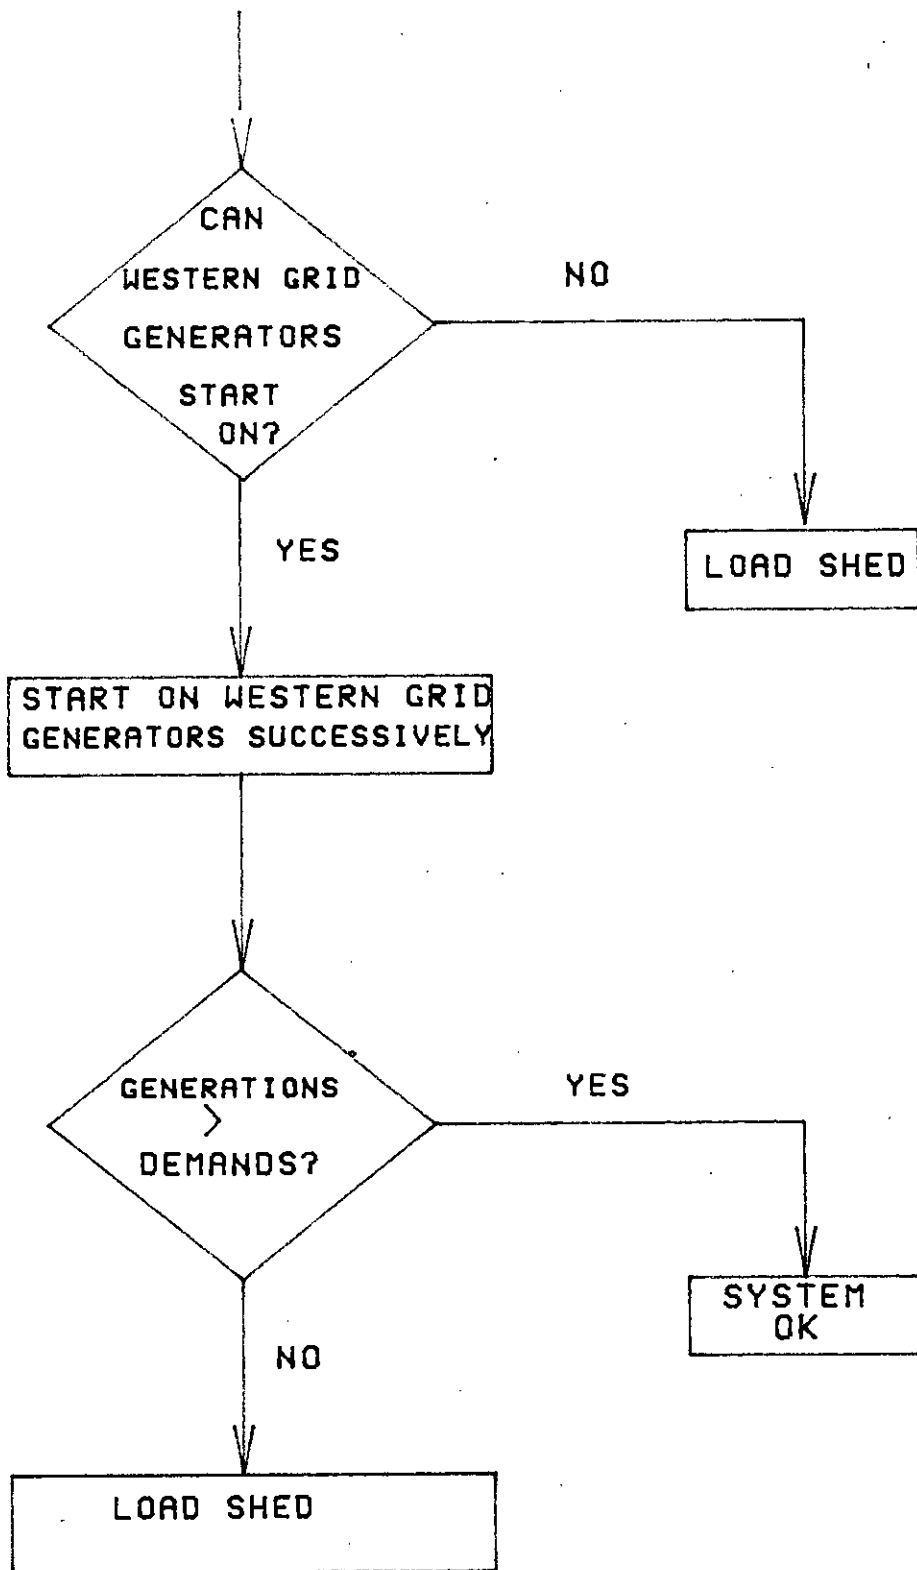 CAN
WESTERN GRID
GENERATORS
START
ON?
NO
YES
LOAD SHED
START ON WESTERN GRID
GENERATORS SUCCESSIVELY
GENERATIONS
>
DEMANDS?
YES
NO
SYSTEM
OK
LOAD SHED